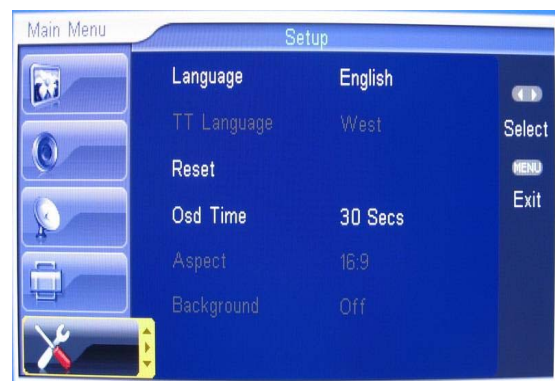 Main Menu
Setup
Language English
TT Language West
Reset
Osd Time 30 Secs
Aspect 16:9
Background Off
Select
MENU
Exit